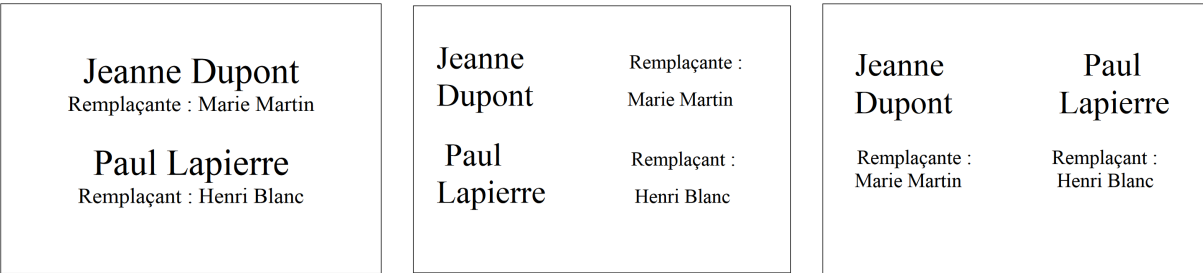 Jeanne Dupont
Remplaçante : Marie Martin
Paul Lapierre
Remplaçant : Henri Blanc
Jeanne
Dupont
Remplaçante :
Marie Martin
Paul
Lapierre
Remplaçant :
Henri Blanc
Jeanne
Dupont
Paul
Lapierre
Remplaçante :
Marie Martin
Remplaçant :
Henri Blanc